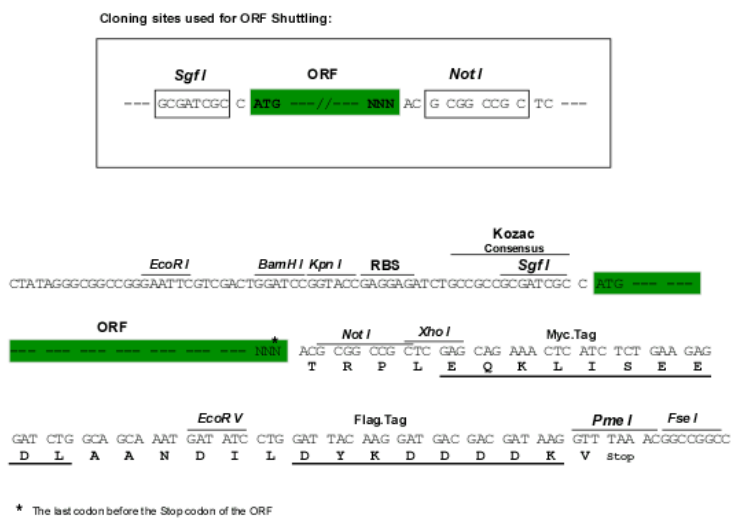 Cloning sites used for ORF Shuttling:
Sgf I ORF Not I
--- GCGATCGC C ATG ---//--- NNN AC G CGG CCG C TC ---
Kozac
Consensus
EcoR I BamH I Kpn I RBS Sgf I
CTATAGGGCGGCCGGGAATTCGTCGACTGGATCCGGTACCGAGGAGATCTGCCGCCGCGATCGC C ATG --- ---
ORF Not I Xho I Myc.Tag
--- --- --- --- --- --- --- --- NNN* ACG CGG CCG CTC GAG CAG AAA CTC ATC TCT GAA GAG
T R P L E Q K L I S E E
EcoR V Flag.Tag Pme I Fse I
GAT CTG GCA GCA AAT GAT ATC CTG GAT TAC AAG GAT GAC GAC GAT AAG GTT TAA ACGGCCGGCC
D L A A N D I L D Y K D D D D K V Stop
* The last codon before the Stop codon of the ORF